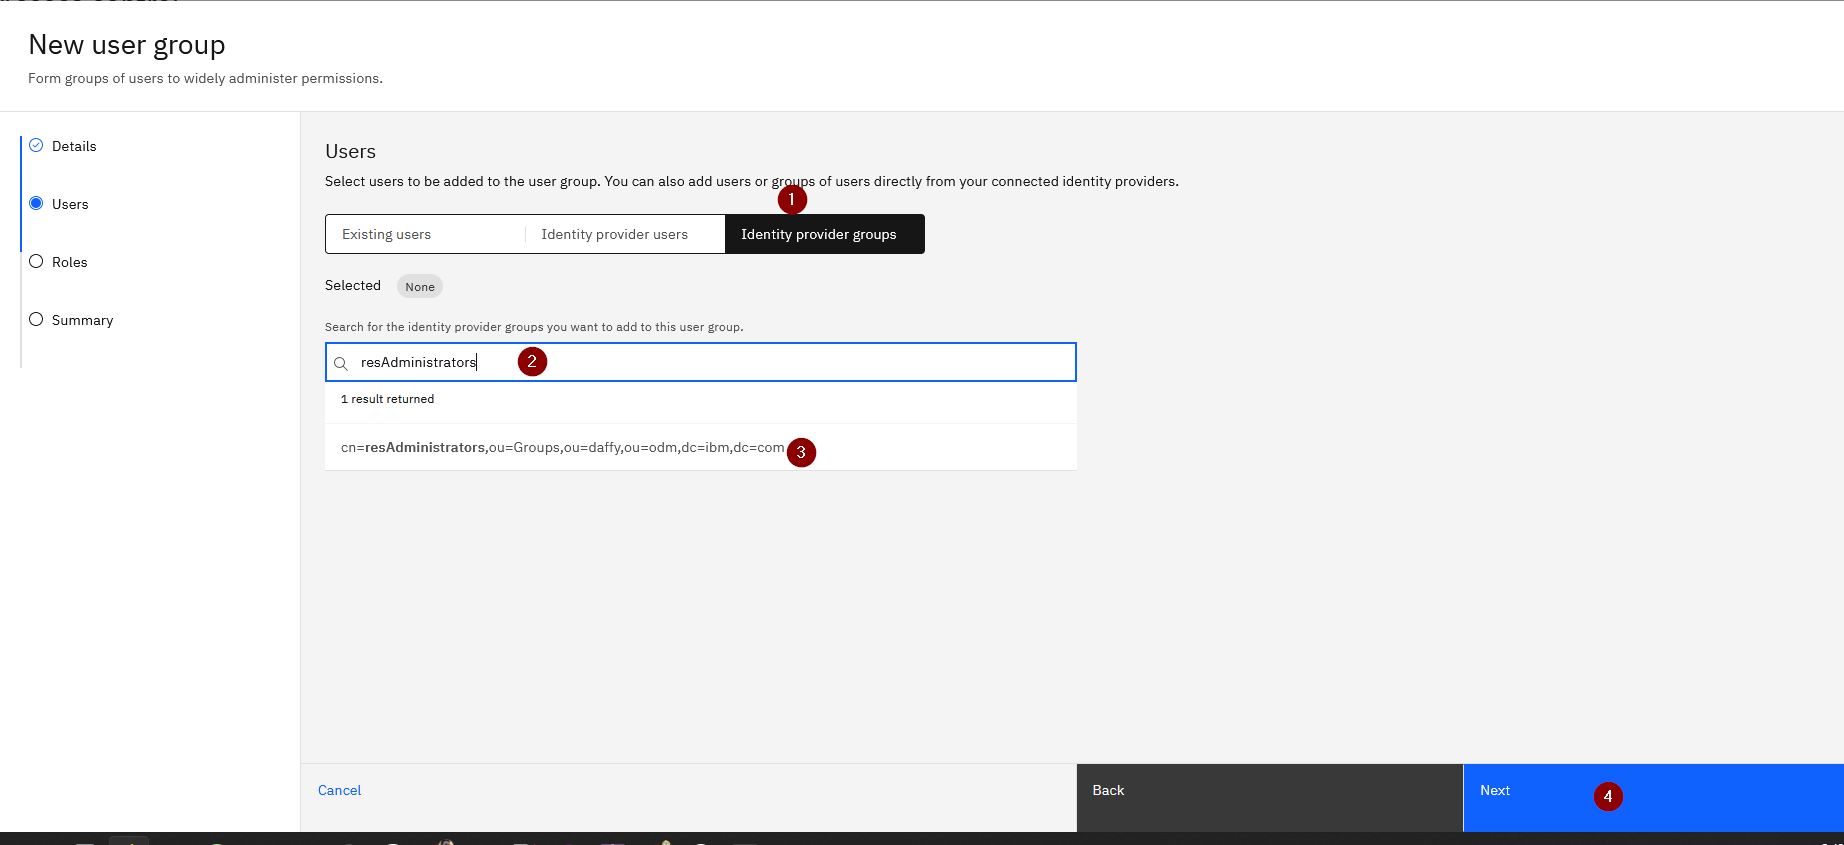 New user group
Form groups of users to widely administer permissions.
Details
Users
Roles
Summary
Users
Select users to be added to the user group. You can also add users or groups of users directly from your connected identity providers.
1
Existing users Identity provider users Identity provider groups
Selected None
Search for the identity provider groups you want to add to this user group.
resAdministrators 2
1 result returned
cn=resAdministrators,ou=Groups,ou=daffy,ou=odm,dc=ibm,dc=com 3
Cancel Back Next 4